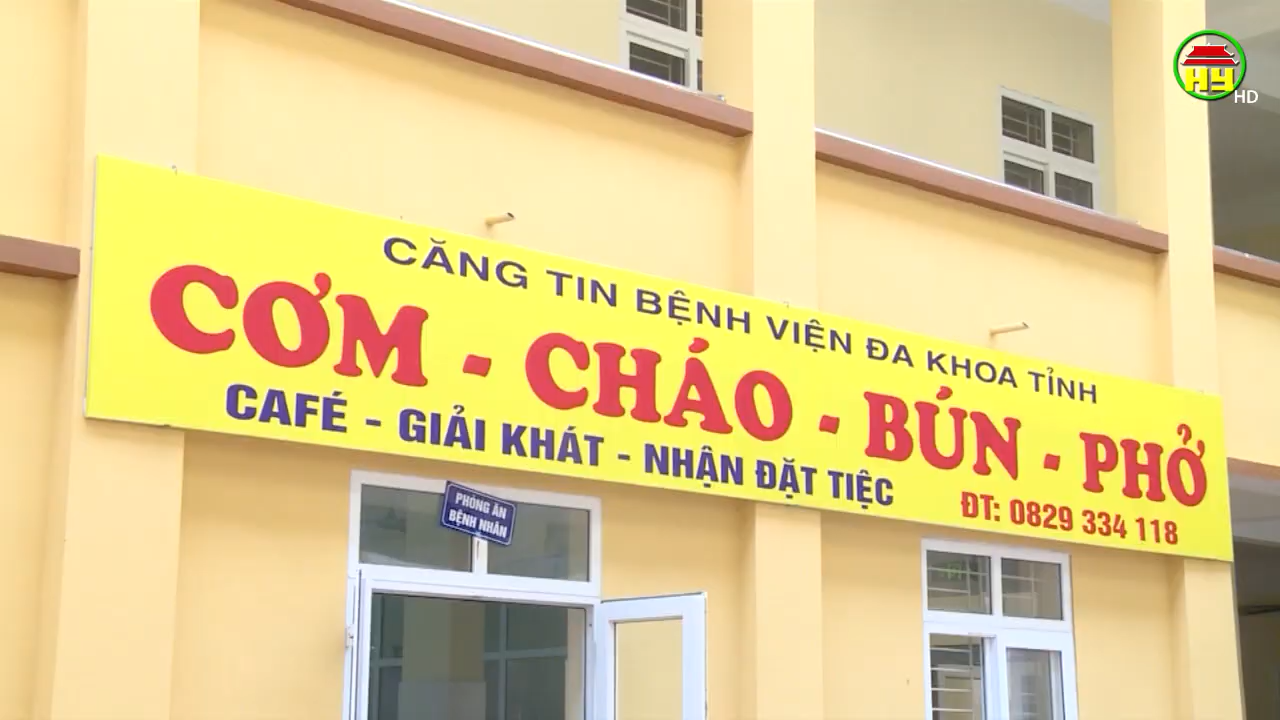 HY
HD
CĂNG TIN BỆNH VIỆN ĐA KHOA TỈNH
CƠM - CHÁO - BÚN - PHỞ
CAFÉ - GIẢI KHÁT - NHẬN ĐẶT TIỆC
ĐT: 0829 334 118
PHÒNG ĂN
BỆNH NHÂN